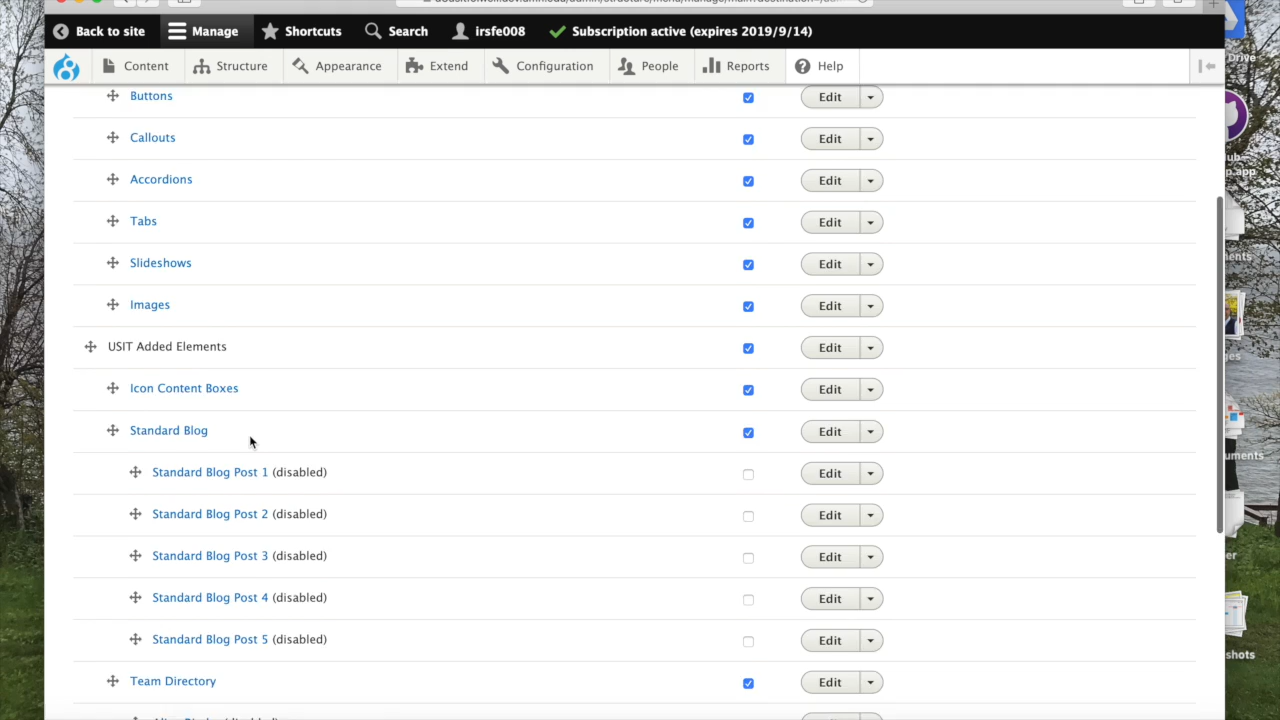 Back to site Manage Shortcuts Search irsfe008 Subscription active (expires 2019/9/14)
Content Structure Appearance Extend Configuration People Reports Help
Drive
Buttons Edit
Callouts Edit
p.app
Accordions Edit
Tabs Edit
Slideshows Edit
Images Edit
USIT Added Elements Edit
Icon Content Boxes Edit
Standard Blog Edit
uments
Standard Blog Post 1 (disabled) Edit
Standard Blog Post 2 (disabled) Edit
Standard Blog Post 3 (disabled) Edit
Standard Blog Post 4 (disabled) Edit
Standard Blog Post 5 (disabled) Edit
shots
Team Directory Edit